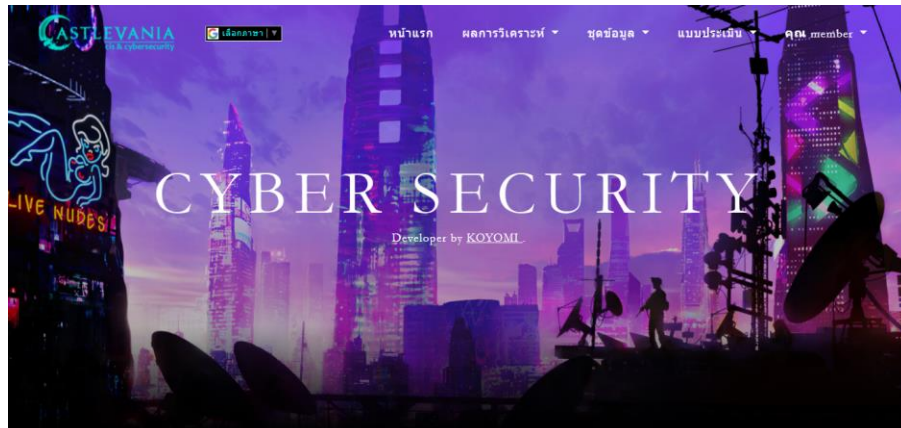 CASTLEVANIA
is & cybersecurity
เลือกภาษา | ▼
หน้าแรก
ผลการวิเคราะห์
ชุดข้อมูล
แบบประเมิน
คุณ member
LIVE NUDES
CYBER SECURITY
Developer by KOYOMI